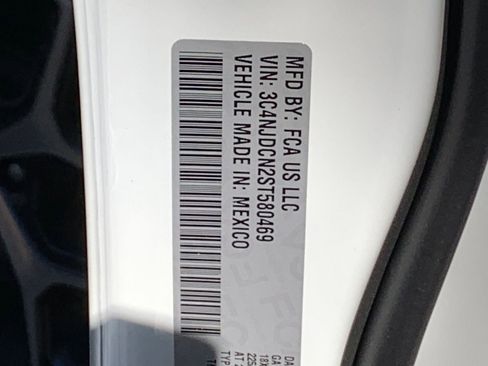 MFD BY: FCA US LLC
VIN: 3C4NJDCN2ST580469
VEHICLE MADE IN: MEXICO